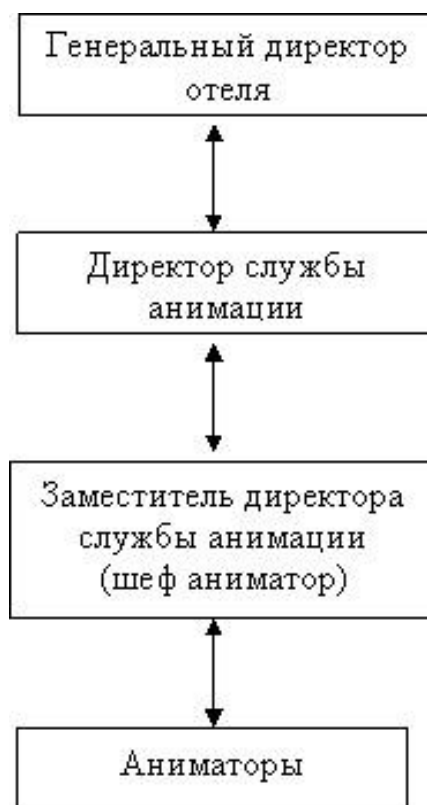 Генеральный директор
отеля
Директор службы
анимации
Заместитель директора
службы анимации
(шеф аниматор)
Аниматоры